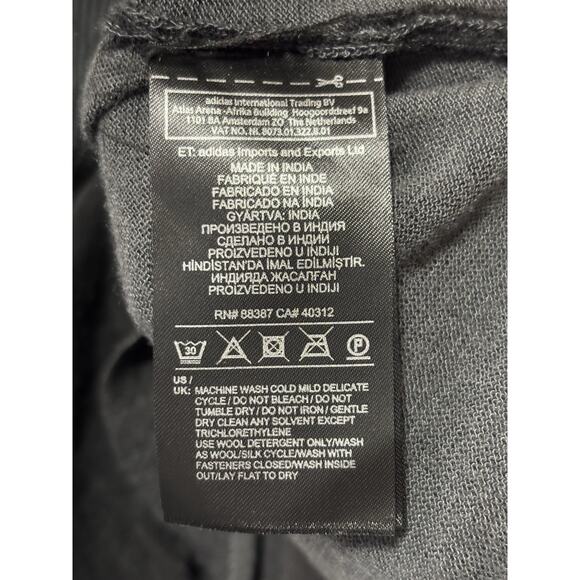 adidas International Trading BV
Atlas Arena -Afrika Building Hoogoorddreef 9a
1101 BA Amsterdam ZO The Netherlands
VAT NO. NL 8073.01.322.B.01
ET: adidas Imports and Exports Ltd
MADE IN INDIA
FABRIQUÉ EN INDE
FABRICADO EN INDIA
FABRICADO NA ÍNDIA
GYÁRTVA: INDIA
ПРОИЗВЕДЕНО В ИНДИЯ
СДЕЛАНО В ИНДИИ
PROIZVEDENO U INDIJI
HİNDİSTAN'DA İMAL EDİLMİŞTİR.
ИНДИЯДА ЖАСАЛҒАН
PROIZVEDENO U INDIJI
RN# 88387 CA# 40312
30
P
US /
UK: MACHINE WASH COLD MILD DELICATE
CYCLE / DO NOT BLEACH / DO NOT
TUMBLE DRY / DO NOT IRON / GENTLE
DRY CLEAN ANY SOLVENT EXCEPT
TRICHLORETHYLENE
USE WOOL DETERGENT ONLY/WASH
AS WOOL/SILK CYCLE/WASH WITH
FASTENERS CLOSED/WASH INSIDE
OUT/LAY FLAT TO DRY